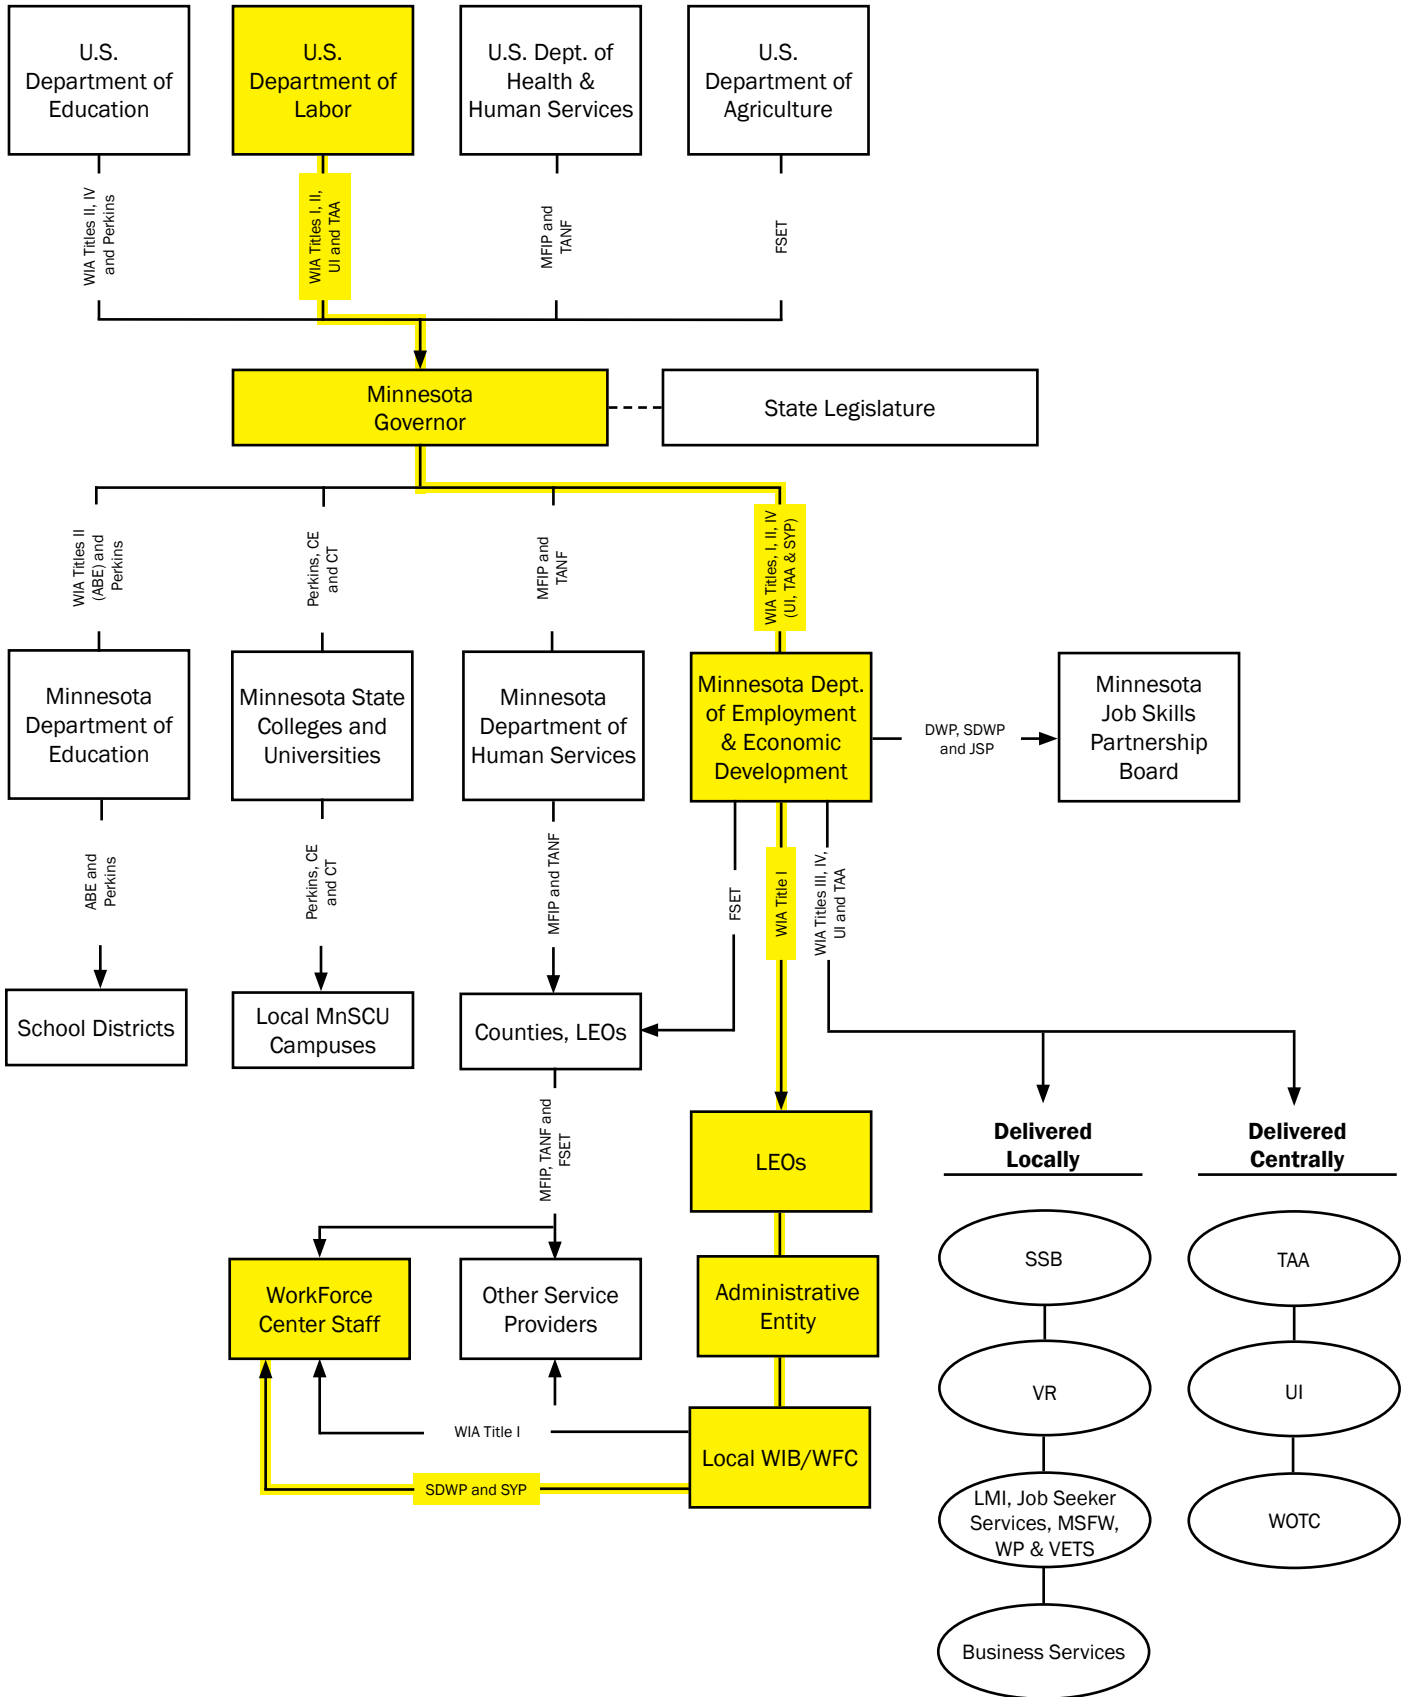 U.S.
Department of
Education
U.S.
Department of
Labor
U.S. Dept. of
Health &
Human Services
U.S.
Department of
Agriculture
WIA Titles II, IV
and Perkins
WIA Titles I, II,
UI and TAA
MFIP and
TANF
FSET
Minnesota
Governor
State Legislature
WIA Titles II
(ABE) and
Perkins
Perkins, CE
and CT
MFIP and
TANF
WIA Titles, I, II, IV
(UI, TAA & SYP)
Minnesota
Department of
Education
Minnesota State
Colleges and
Universities
Minnesota
Department of
Human Services
Minnesota Dept.
of Employment
& Economic
Development
DWP, SDWP
and JSP
Minnesota
Job Skills
Partnership
Board
ABE and
Perkins
Perkins, CE
and CT
MFIP and TANF
FSET
WIA Title I
WIA Titles III, IV,
UI and TAA
School Districts
Local MnSCU
Campuses
Counties, LEOs
MFIP, TANF and
FSET
LEOs
Delivered
Locally
Delivered
Centrally
WorkForce
Center Staff
Other Service
Providers
Administrative
Entity
SSB
TAA
VR
UI
WIA Title I
Local WIB/WFC
SDWP and SYP
LMI, Job Seeker
Services, MSFW,
WP & VETS
WOTC
Business Services